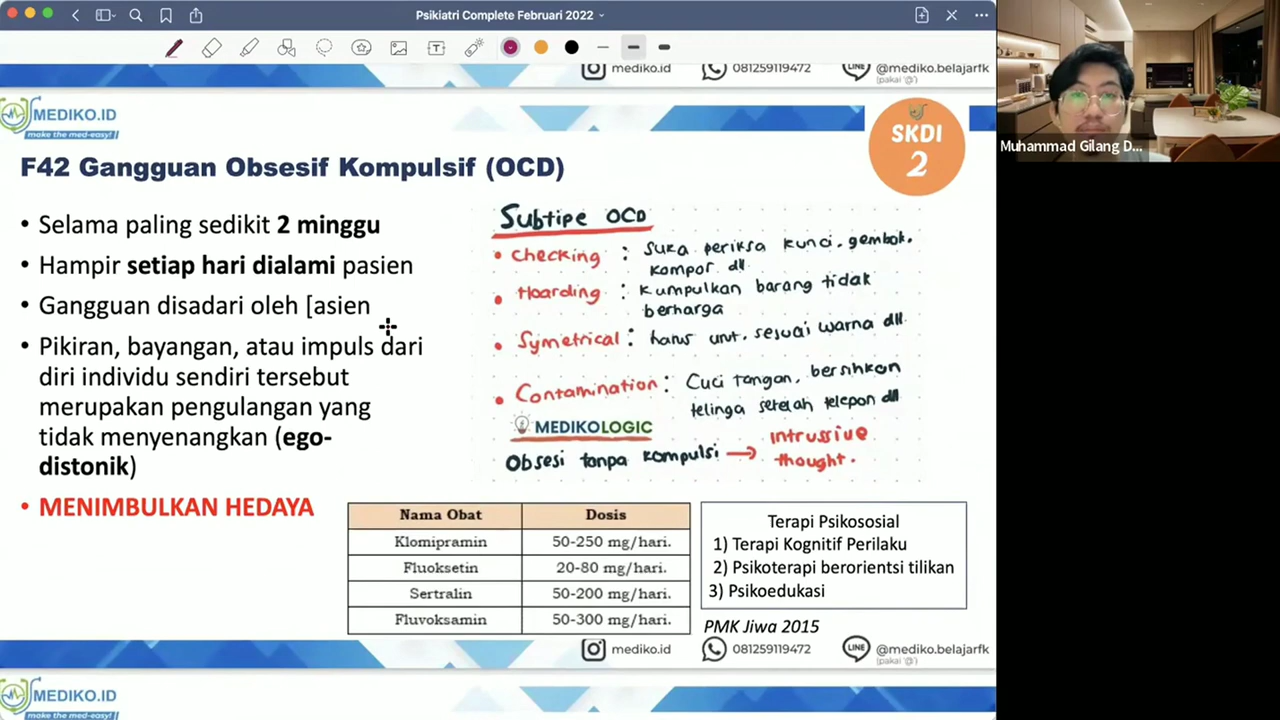 Psikiatri Complete Februari 2022
mediko.id
081259119472
@mediko.belajarfk
(pakai '@')
MEDIKO.ID
make the med-easy!
SKDI
2
F42 Gangguan Obsesif Kompulsif (OCD)
• Selama paling sedikit 2 minggu
• Hampir setiap hari dialami pasien
• Gangguan disadari oleh [asien
• Pikiran, bayangan, atau impuls dari
diri individu sendiri tersebut
merupakan pengulangan yang
tidak menyenangkan (ego-
distonik)
• MENIMBULKAN HEDAYA
Subtipe OCD
• Checking : suka periksa kunci, gembok.
kompor dll
• Hoarding : kumpulkan barang tidak
berharga
• Symetrical : harus urut, sesuai warna dll
• Contamination : Cuci tangan, bersihkan
telinga setelah telepon dll
MEDIKOLOGIC
Obsesi tanpa kompulsi → intrussive
thought.
Nama Obat Dosis
Klomipramin 50-250 mg/hari.
Fluoksetin 20-80 mg/hari.
Sertralin 50-200 mg/hari.
Fluvoksamin 50-300 mg/hari.
Terapi Psikososial
1) Terapi Kognitif Perilaku
2) Psikoterapi berorientsi tilikan
3) Psikoedukasi
PMK Jiwa 2015
mediko.id
081259119472
LINE
@mediko.belajarfk
(pakai '@')
MEDIKO.ID
make the med-easy!
Muhammad Gilang D...